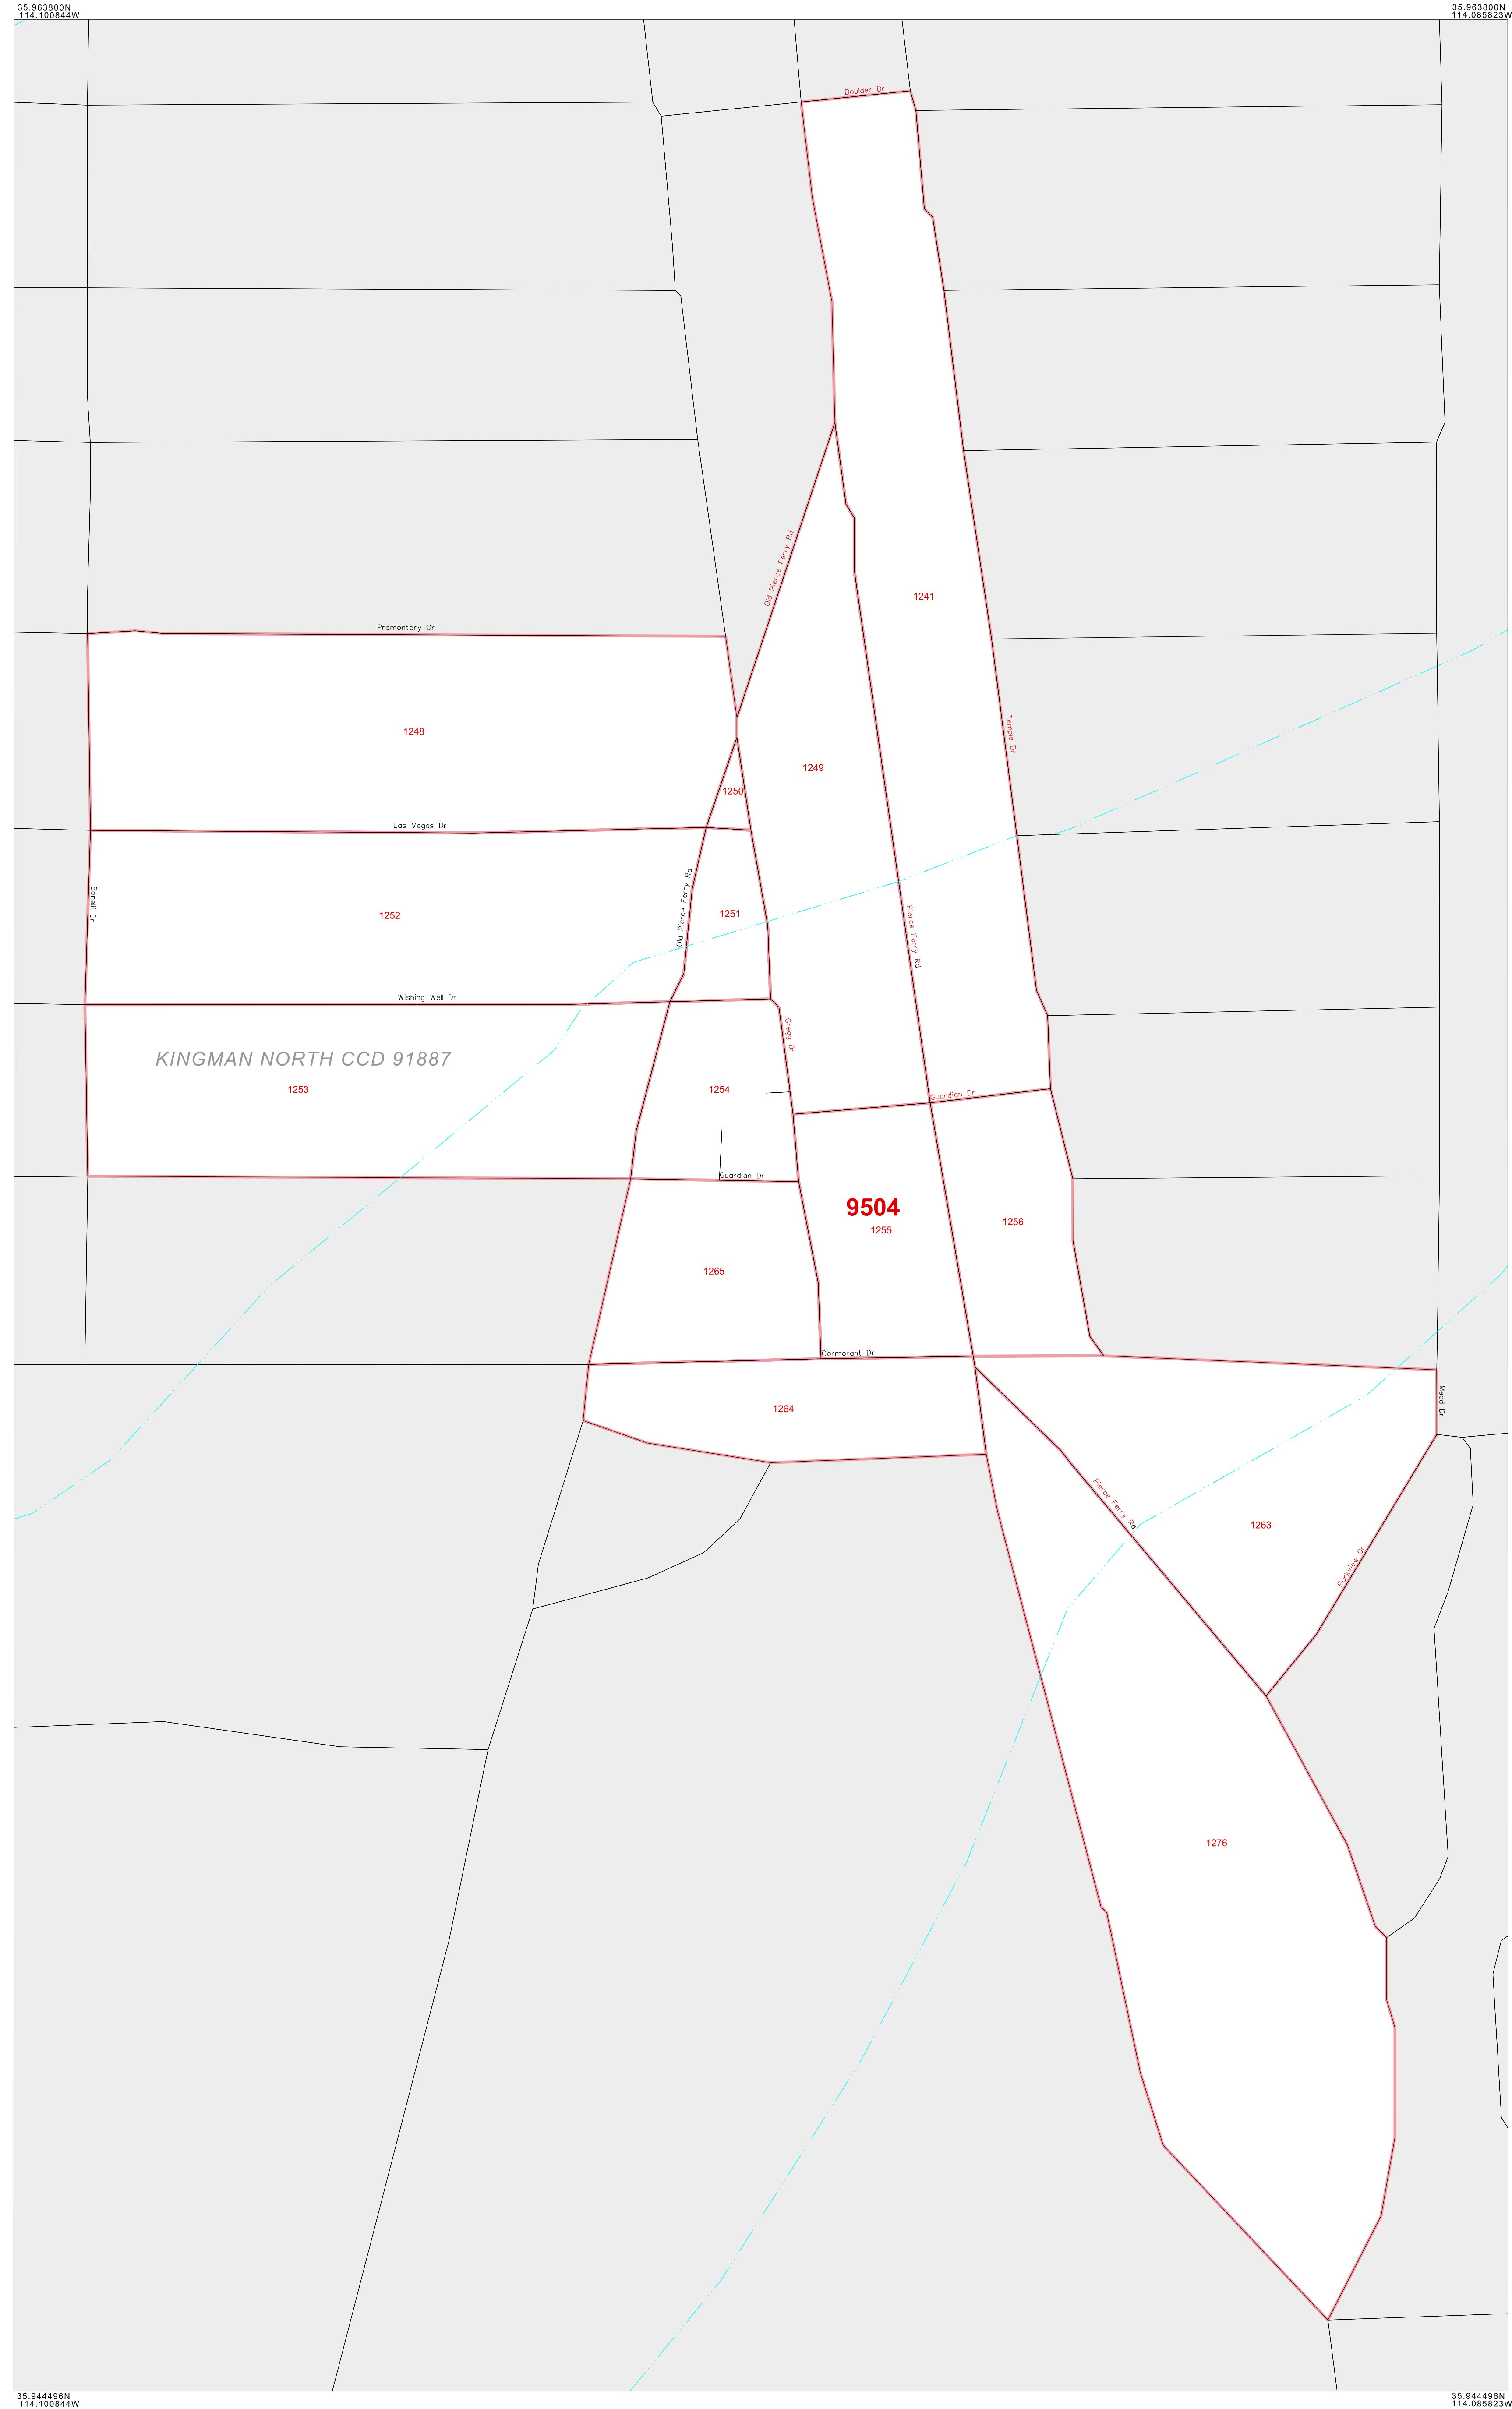 35.963800N
114.100844W
35.963800N
114.085823W
Boulder Dr
Old Pierce Ferry Rd
1241
Promontory Dr
1248
Temple Dr
1249
1250
Las Vegas Dr
Bonelli Dr
Old Pierce Ferry Rd
1251
1252
Pierce Ferry Rd
Wishing Well Dr
Gregg Dr
KINGMAN NORTH CCD 91887
1253
1254
Guardian Dr
Guardian Dr
9504
1255
1256
1265
Cormorant Dr
Mead Dr
1264
Pierce Ferry Rd
1263
Parkview Dr
1276
35.944496N
114.100844W
35.944496N
114.085823W